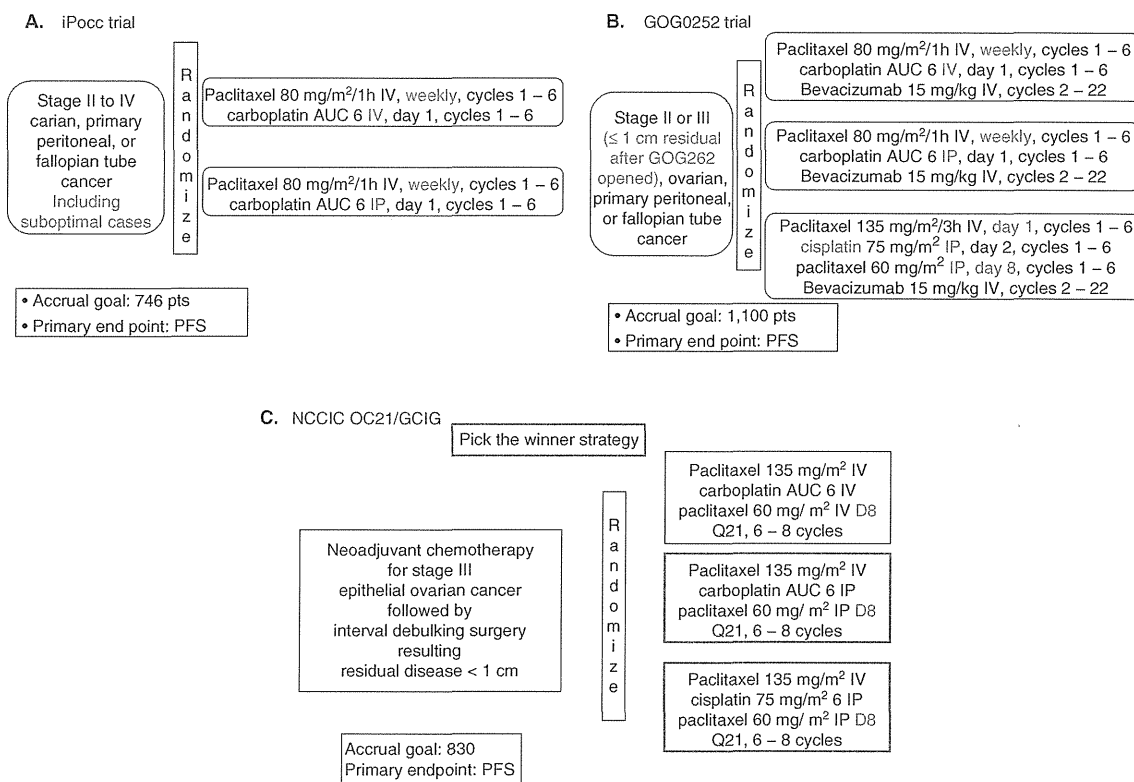 A. iPocc trial
Stage II to IV
carian, primary
peritoneal, or
fallopian tube
cancer
Including
suboptimal cases
Randomize
Paclitaxel 80 mg/m²/1h IV, weekly, cycles 1 – 6
carboplatin AUC 6 IV, day 1, cycles 1 – 6
Paclitaxel 80 mg/m²/1h IV, weekly, cycles 1 – 6
carboplatin AUC 6 IP, day 1, cycles 1 – 6
• Accrual goal: 746 pts
• Primary end point: PFS
B. GOG0252 trial
Stage II or III
(≤ 1 cm residual
after GOG262
opened), ovarian,
primary peritoneal,
or fallopian tube
cancer
Randomize
Paclitaxel 80 mg/m²/1h IV, weekly, cycles 1 – 6
carboplatin AUC 6 IV, day 1, cycles 1 – 6
Bevacizumab 15 mg/kg IV, cycles 2 – 22
Paclitaxel 80 mg/m²/1h IV, weekly, cycles 1 – 6
carboplatin AUC 6 IP, day 1, cycles 1 – 6
Bevacizumab 15 mg/kg IV, cycles 2 – 22
Paclitaxel 135 mg/m²/3h IV, day 1, cycles 1 – 6
cisplatin 75 mg/m² IP, day 2, cycles 1 – 6
paclitaxel 60 mg/m² IP, day 8, cycles 1 – 6
Bevacizumab 15 mg/kg IV, cycles 2 – 22
• Accrual goal: 1,100 pts
• Primary end point: PFS
C. NCCIC OC21/GCIG
Pick the winner strategy
Neoadjuvant chemotherapy
for stage III
epithelial ovarian cancer
followed by
interval debulking surgery
resulting
residual disease < 1 cm
Randomize
Paclitaxel 135 mg/m² IV
carboplatin AUC 6 IV
paclitaxel 60 mg/ m² IV D8
Q21, 6 – 8 cycles
Paclitaxel 135 mg/m² IV
carboplatin AUC 6 IP
paclitaxel 60 mg/ m² IP D8
Q21, 6 – 8 cycles
Paclitaxel 135 mg/m² IV
cisplatin 75 mg/m² 6 IP
paclitaxel 60 mg/ m² IP D8
Q21, 6 – 8 cycles
Accrual goal: 830
Primary endpoint: PFS